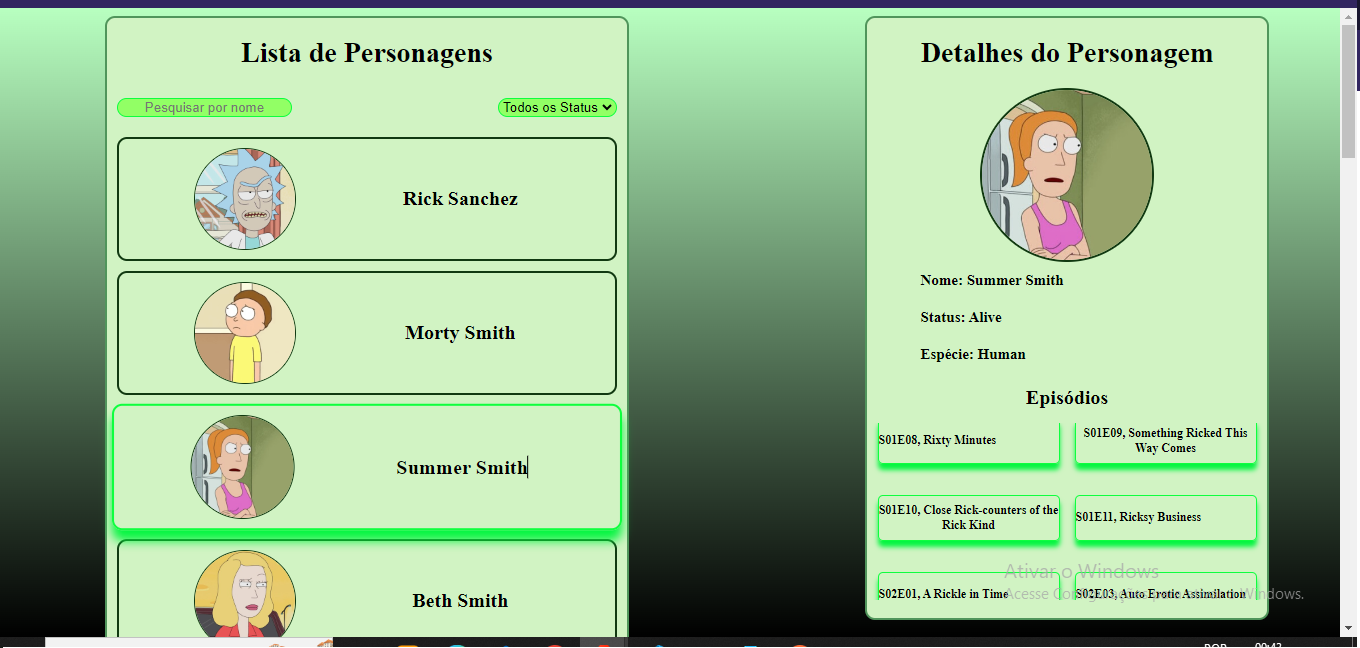 Lista de Personagens
Pesquisar por nome
Todos os Status
Rick Sanchez
Morty Smith
Summer Smith
Beth Smith
Detalhes do Personagem
Nome: Summer Smith
Status: Alive
Espécie: Human
Episódios
S01E08, Rixty Minutes
S01E09, Something Ricked This
Way Comes
S01E10, Close Rick-counters of the
Rick Kind
S01E11, Ricksy Business
S02E01, A Rickle in Time
S02E03, Auto Erotic Assimilation
Ativar o Windows
Acesse Configurações para ativar o Windows.